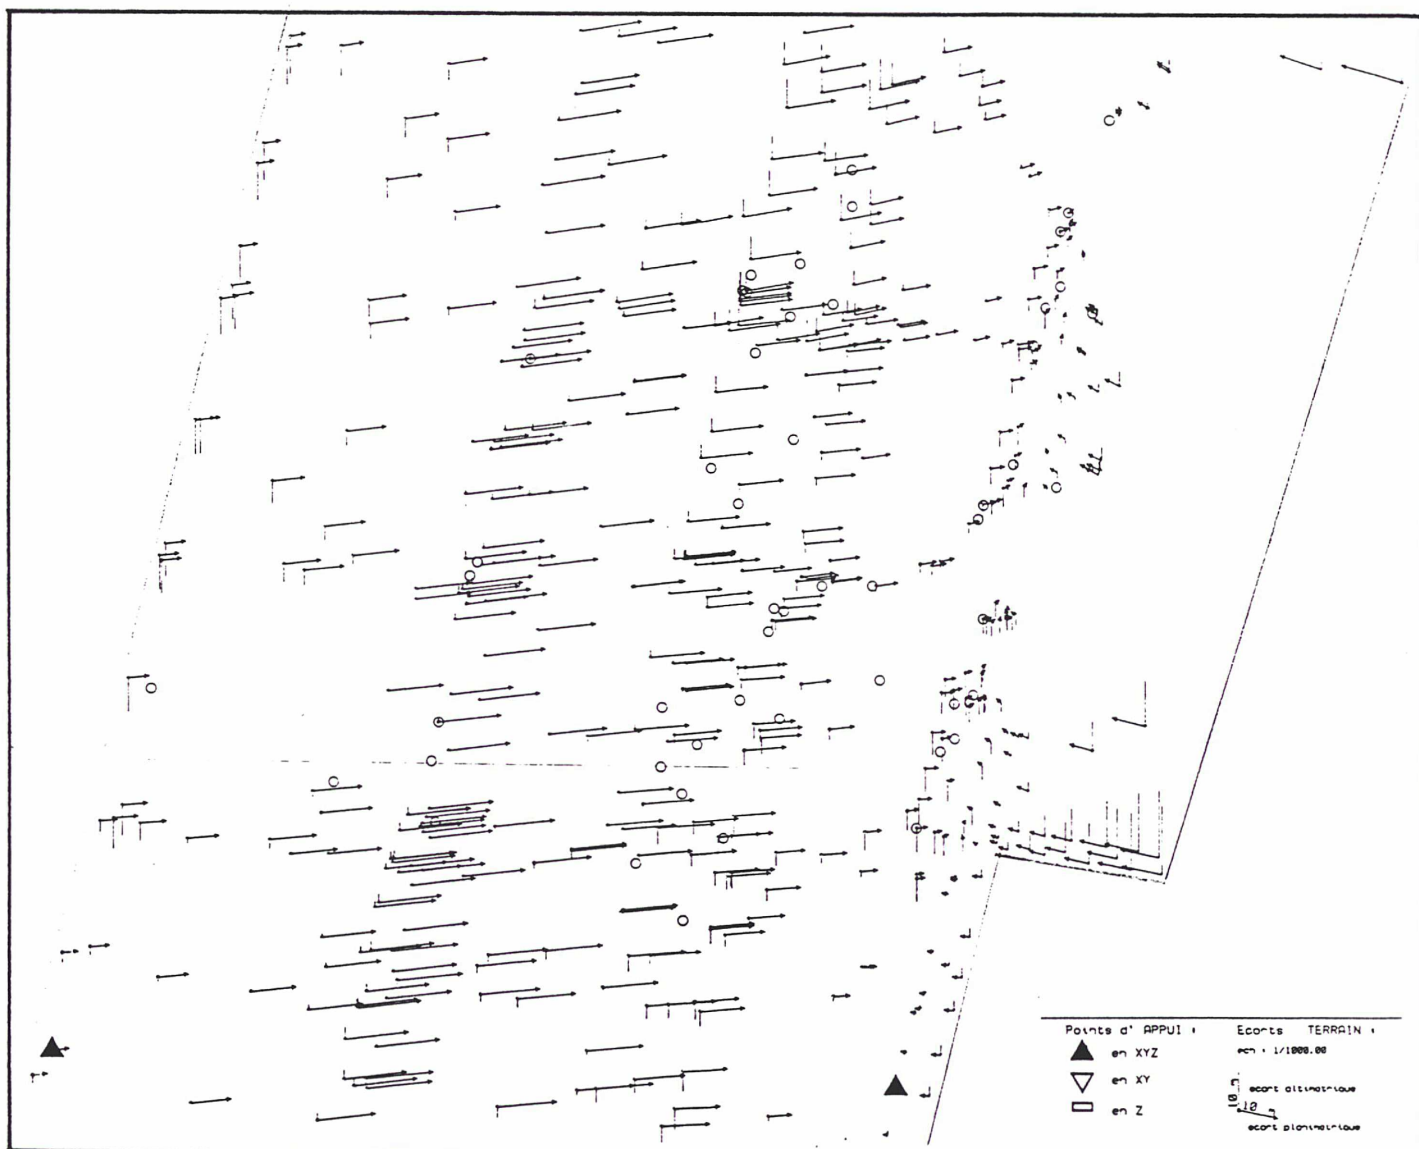 Points d' APPUI :
en XYZ
en XY
en Z
Ecarts TERRAIN :
ech : 1/1000.00
10 m
ecart altimetrique
10 m
ecart planimetrique